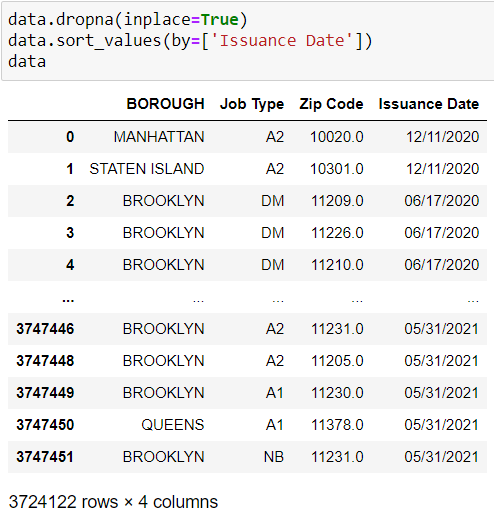 data.dropna(inplace=True)
data.sort_values(by=['Issuance Date'])
data
BOROUGH Job Type Zip Code Issuance Date
0 MANHATTAN A2 10020.0 12/11/2020
1 STATEN ISLAND A2 10301.0 12/11/2020
2 BROOKLYN DM 11209.0 06/17/2020
3 BROOKLYN DM 11226.0 06/17/2020
4 BROOKLYN DM 11210.0 06/17/2020
... ... ... ... ...
3747446 BROOKLYN A2 11231.0 05/31/2021
3747448 BROOKLYN A2 11205.0 05/31/2021
3747449 BROOKLYN A1 11230.0 05/31/2021
3747450 QUEENS A1 11378.0 05/31/2021
3747451 BROOKLYN NB 11231.0 05/31/2021
3724122 rows × 4 columns